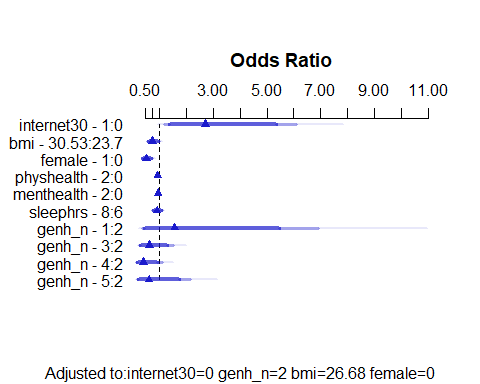 Odds Ratio
0.50 3.00 5.00 7.00 9.00 11.00
internet30 - 1:0
bmi - 30.53:23.7
female - 1:0
physhealth - 2:0
menthealth - 2:0
sleephrs - 8:6
genh_n - 1:2
genh_n - 3:2
genh_n - 4:2
genh_n - 5:2
Adjusted to:internet30=0 genh_n=2 bmi=26.68 female=0